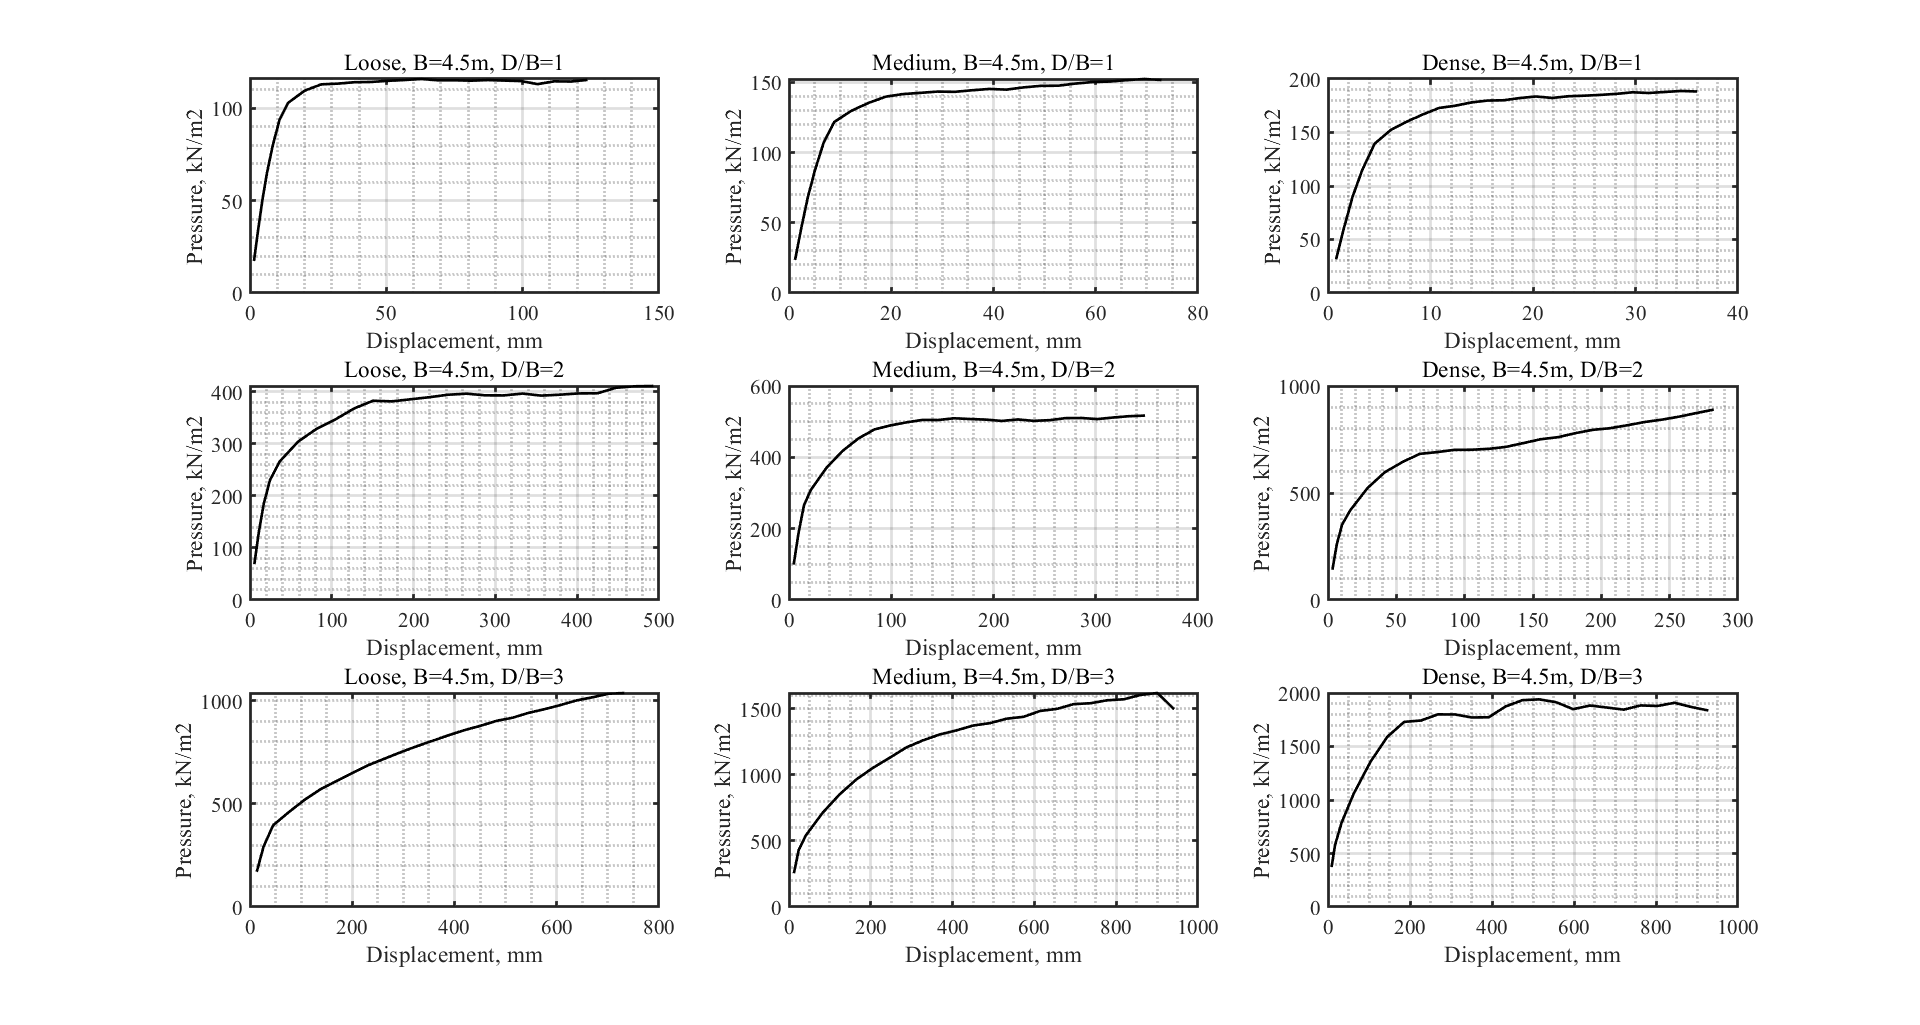 Loose, B=4.5m, D/B=1
Pressure, kN/m2
100
50
0
0 50 100 150
Displacement, mm
Medium, B=4.5m, D/B=1
Pressure, kN/m2
150
100
50
0
0 20 40 60 80
Displacement, mm
Dense, B=4.5m, D/B=1
Pressure, kN/m2
200
150
100
50
0
0 10 20 30 40
Displacement, mm
Loose, B=4.5m, D/B=2
Pressure, kN/m2
400
300
200
100
0
0 100 200 300 400 500
Displacement, mm
Medium, B=4.5m, D/B=2
Pressure, kN/m2
600
400
200
0
0 100 200 300 400
Displacement, mm
Dense, B=4.5m, D/B=2
Pressure, kN/m2
1000
500
0
0 50 100 150 200 250 300
Displacement, mm
Loose, B=4.5m, D/B=3
Pressure, kN/m2
1000
500
0
0 200 400 600 800
Displacement, mm
Medium, B=4.5m, D/B=3
Pressure, kN/m2
1500
1000
500
0
0 200 400 600 800 1000
Displacement, mm
Dense, B=4.5m, D/B=3
Pressure, kN/m2
2000
1500
1000
500
0
0 200 400 600 800 1000
Displacement, mm